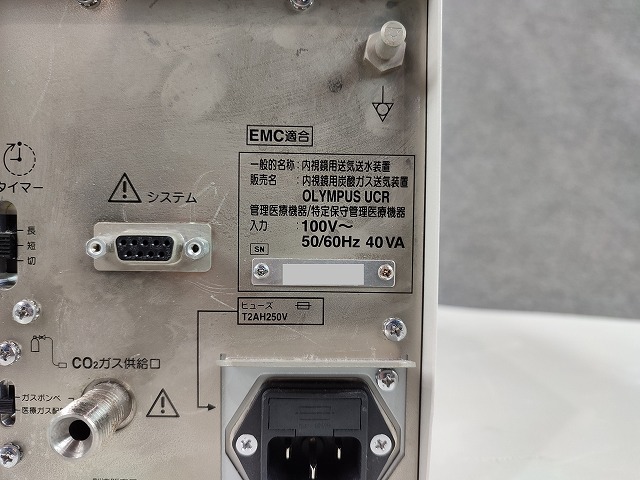 EMC適合
一般的名称:内視鏡用送気送水装置
販売名 :内視鏡用炭酸ガス送気装置
OLYMPUS UCR
管理医療機器/特定保守管理医療機器
入力 :100V～
50/60Hz 40VA
SN
タイマー
システム
長
短
切
ヒューズ
T2AH250V
CO₂ガス供給口
ガスボンベ
医療ガス配